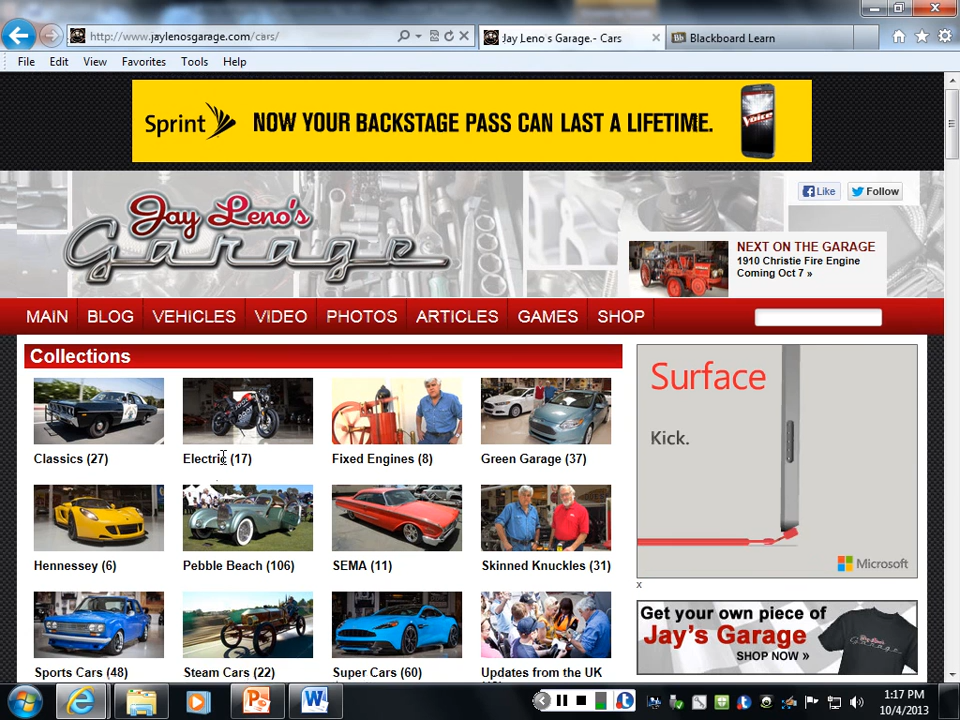 http://www.jaylenosgarage.com/cars/
Jay Leno's Garage.- Cars
Bb Blackboard Learn
File Edit View Favorites Tools Help
Sprint NOW YOUR BACKSTAGE PASS CAN LAST A LIFETIME.
Voice
Jay Leno's
Garage
Like
Follow
NEXT ON THE GARAGE
1910 Christie Fire Engine
Coming Oct 7 »
MAIN BLOG VEHICLES VIDEO PHOTOS ARTICLES GAMES SHOP
Collections
Classics (27)
Electric (17)
Fixed Engines (8)
Green Garage (37)
Hennessey (6)
Pebble Beach (106)
SEMA (11)
Skinned Knuckles (31)
Sports Cars (48)
Steam Cars (22)
Super Cars (60)
Updates from the UK
Surface
Kick.
Microsoft
x
Get your own piece of
Jay's Garage
SHOP NOW »
1:17 PM
10/4/2013